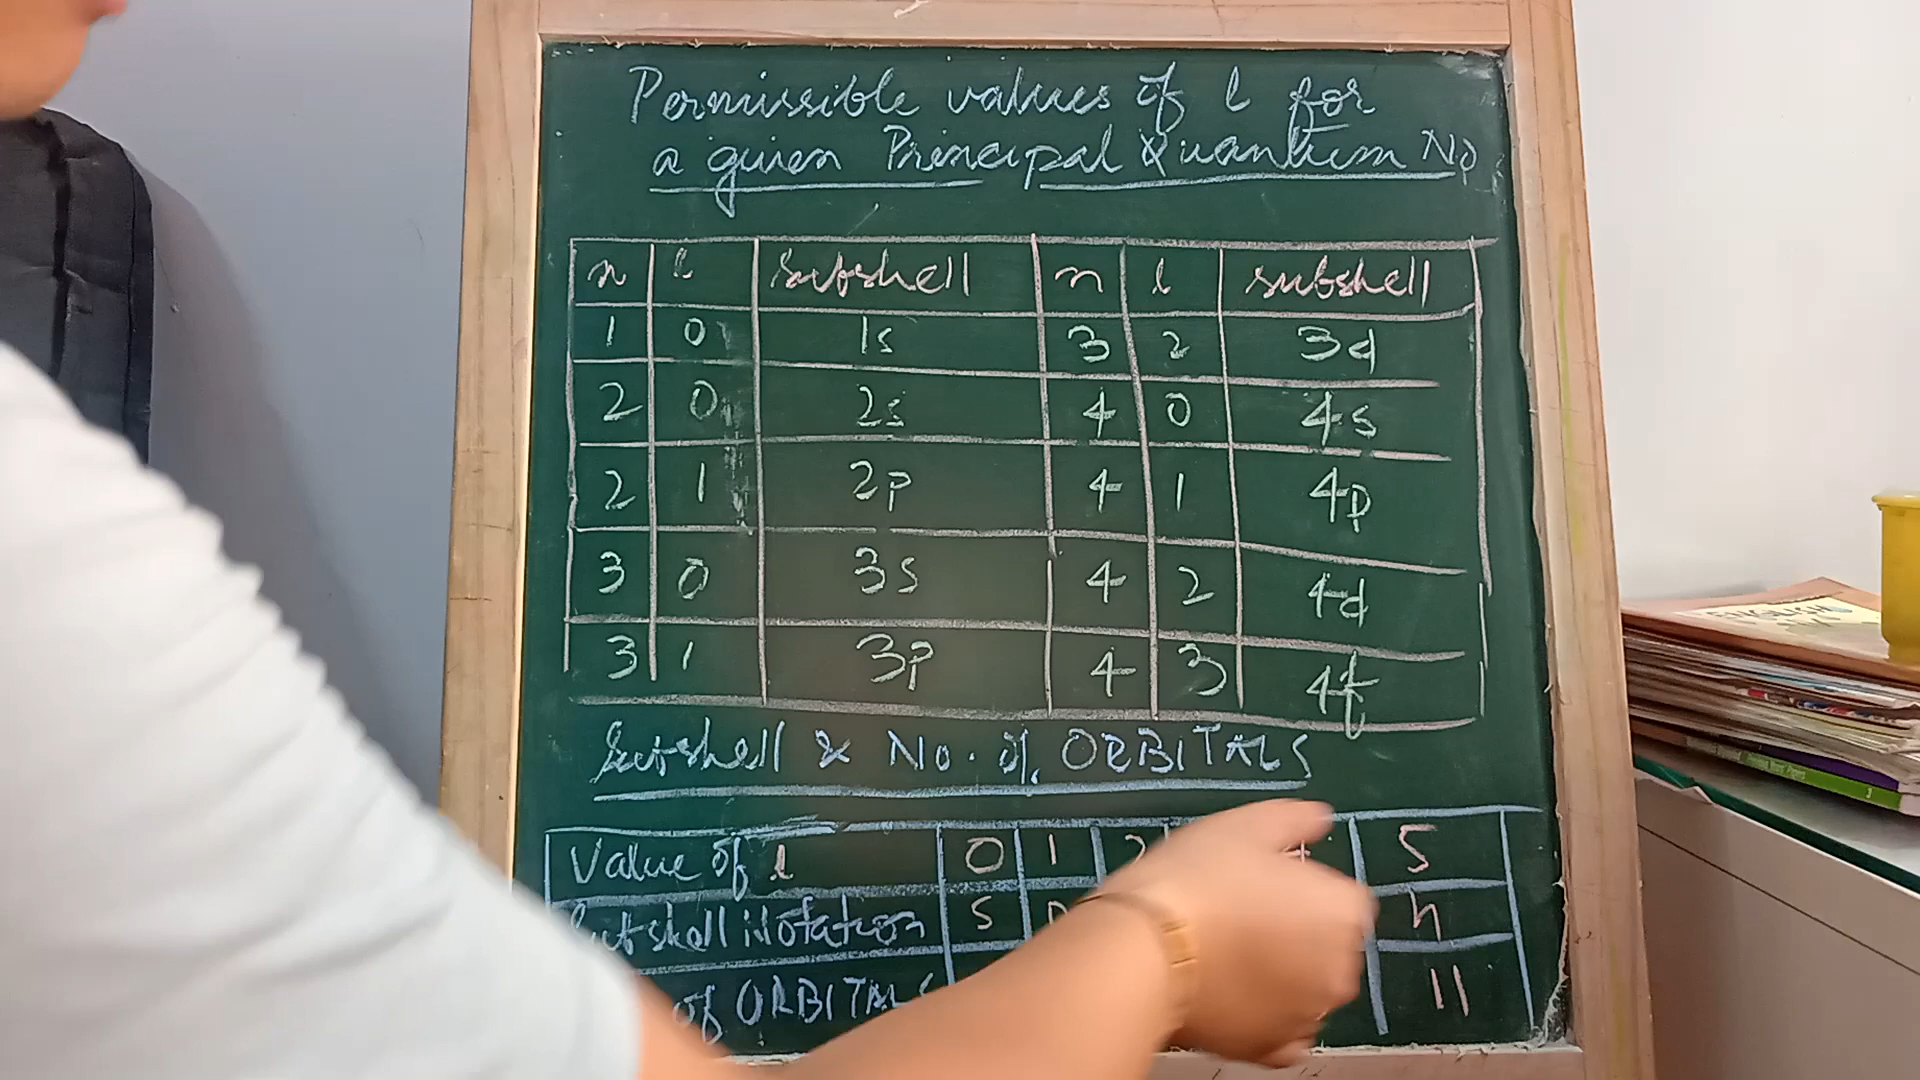 Permissible values of l for
a given Principal Quantum No.
n l subshell n l subshell
1 0 1s 3 2 3d
2 0 2s 4 0 4s
2 1 2p 4 1 4p
3 0 3s 4 2 4d
3 1 3p 4 3 4f
Subshell & No. of ORBITALS
Value of l 0 1 2 5
Subshell Notation s h
of ORBITALS 11